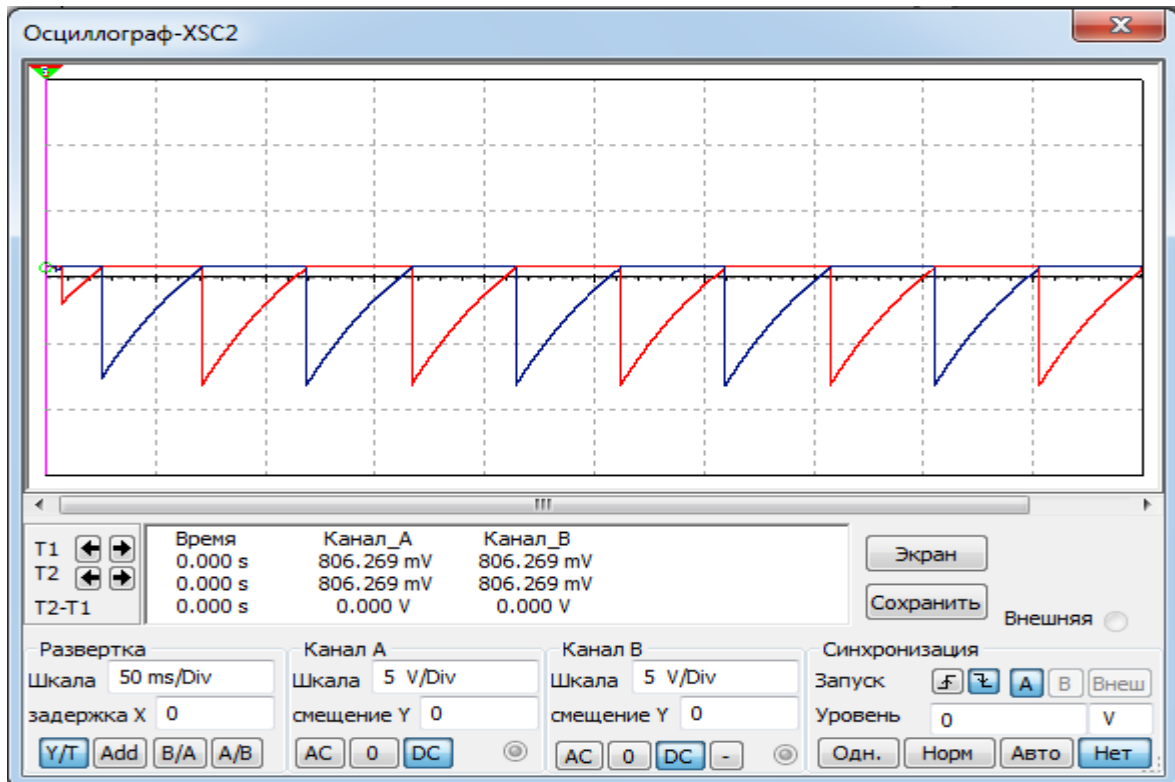 Осциллограф-XSC2
T1
T2
T2-T1
Время Канал_A Канал_B
0.000 s 806.269 mV 806.269 mV
0.000 s 806.269 mV 806.269 mV
0.000 s 0.000 V 0.000 V
Экран
Сохранить
Внешняя
Развертка
Шкала 50 ms/Div
задержка X 0
Y/T Add B/A A/B
Канал A
Шкала 5 V/Div
смещение Y 0
AC 0 DC
Канал B
Шкала 5 V/Div
смещение Y 0
AC 0 DC -
Синхронизация
Запуск A B Внеш
Уровень 0 V
Одн. Норм Авто Нет